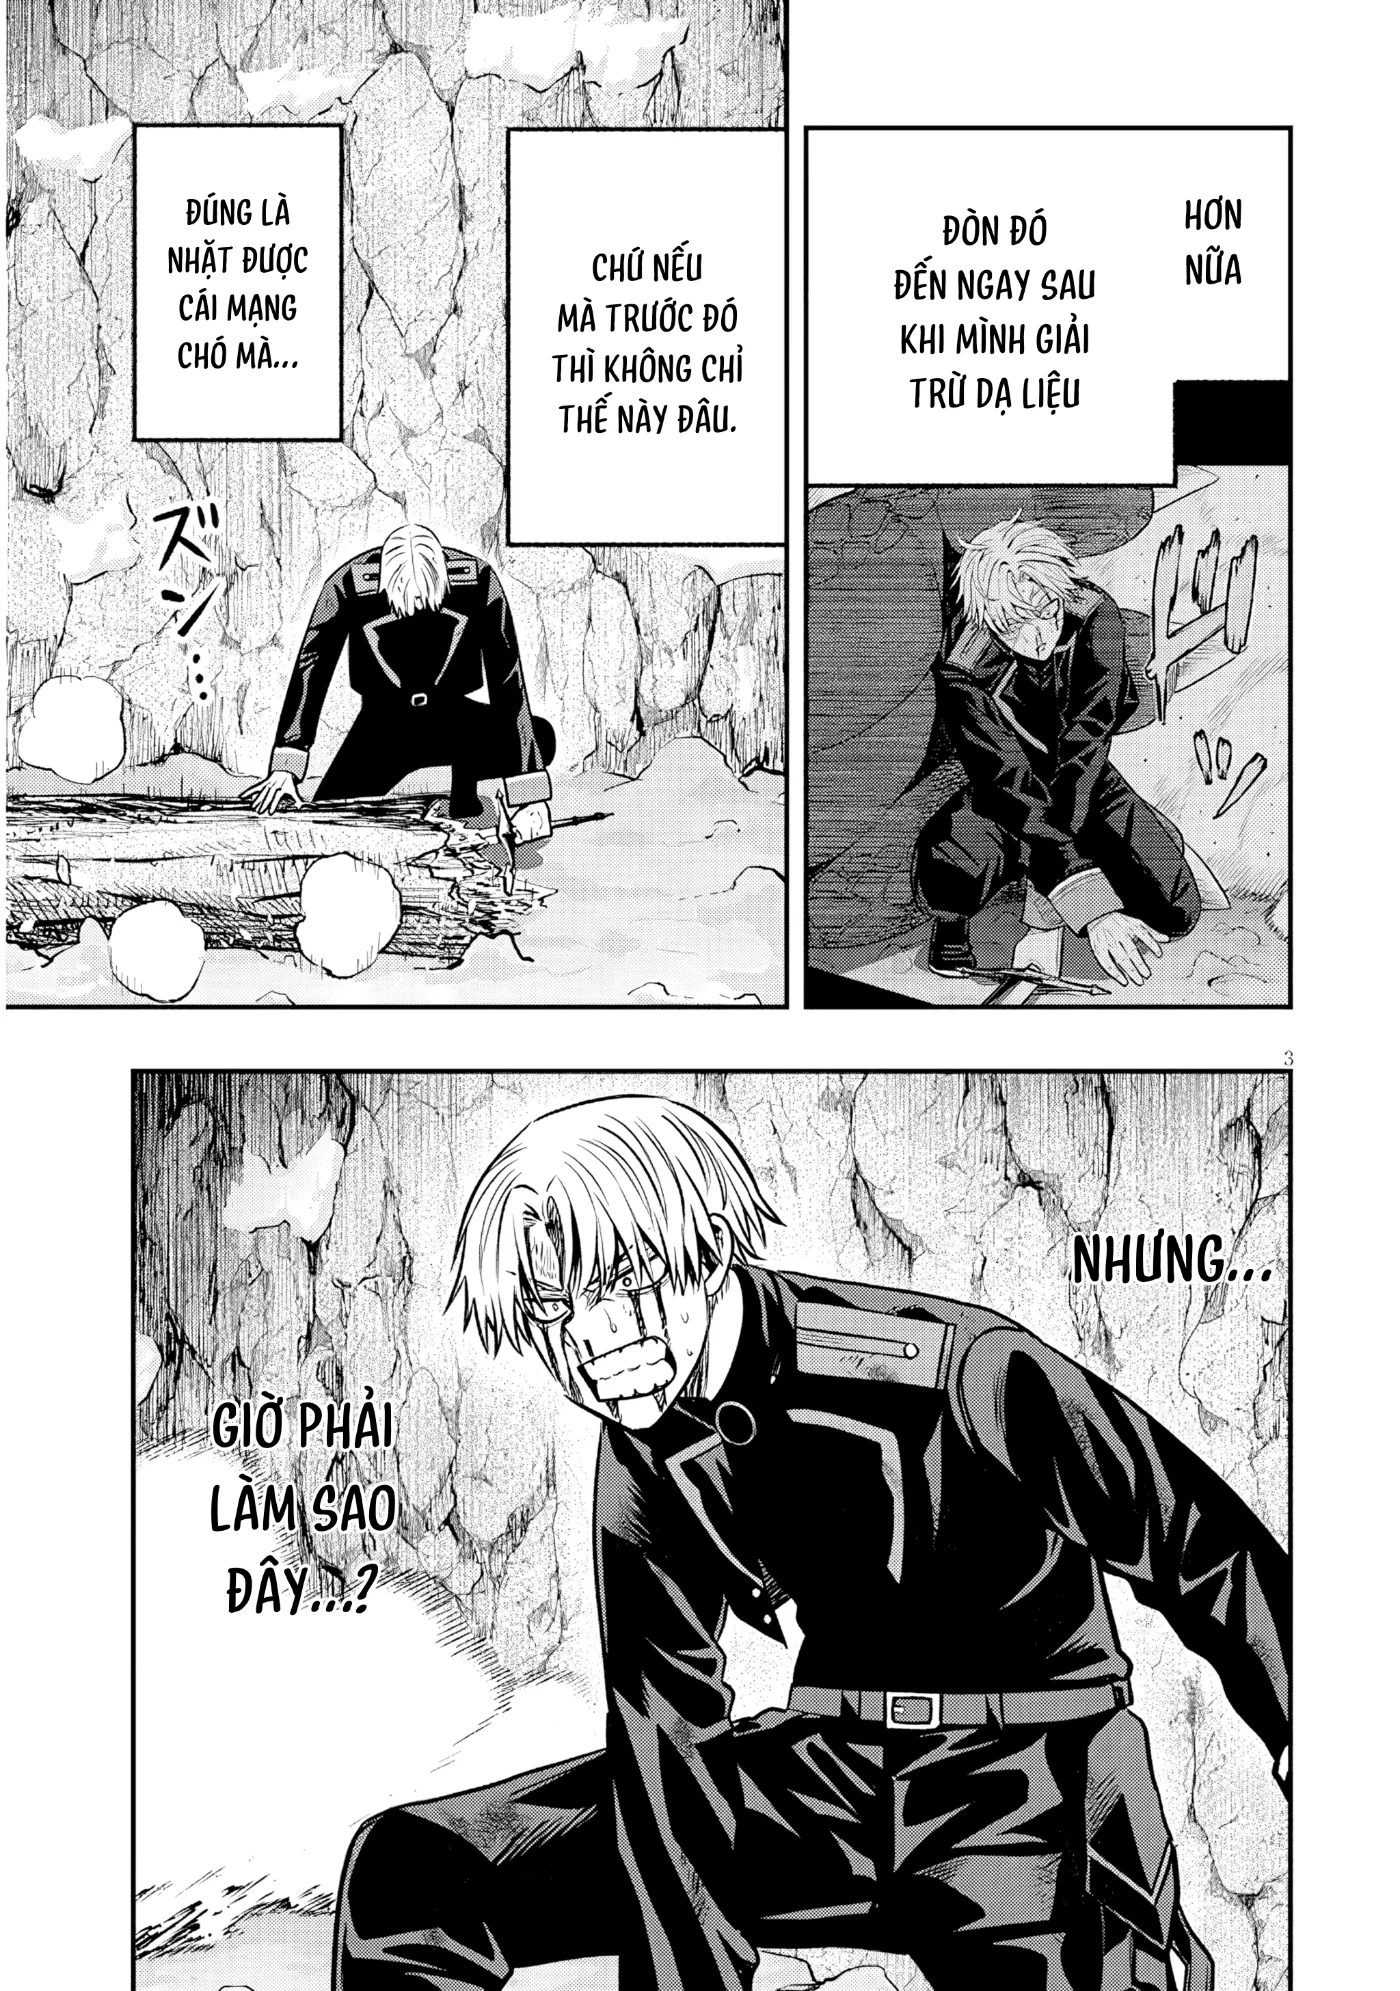 HƠN
NỮA
ĐÒN ĐÓ
ĐẾN NGAY SAU
KHI MÌNH GIẢI
TRỪ DẠ LIỆU
CHỨ NẾU
MÀ TRƯỚC ĐÓ
THÌ KHÔNG CHỈ
THẾ NÀY ĐÂU.
ĐÚNG LÀ
NHẶT ĐƯỢC
CÁI MẠNG
CHÓ MÀ...
ズン…
3
NHƯNG...
GIỜ PHẢI
LÀM SAO
ĐÂY...?